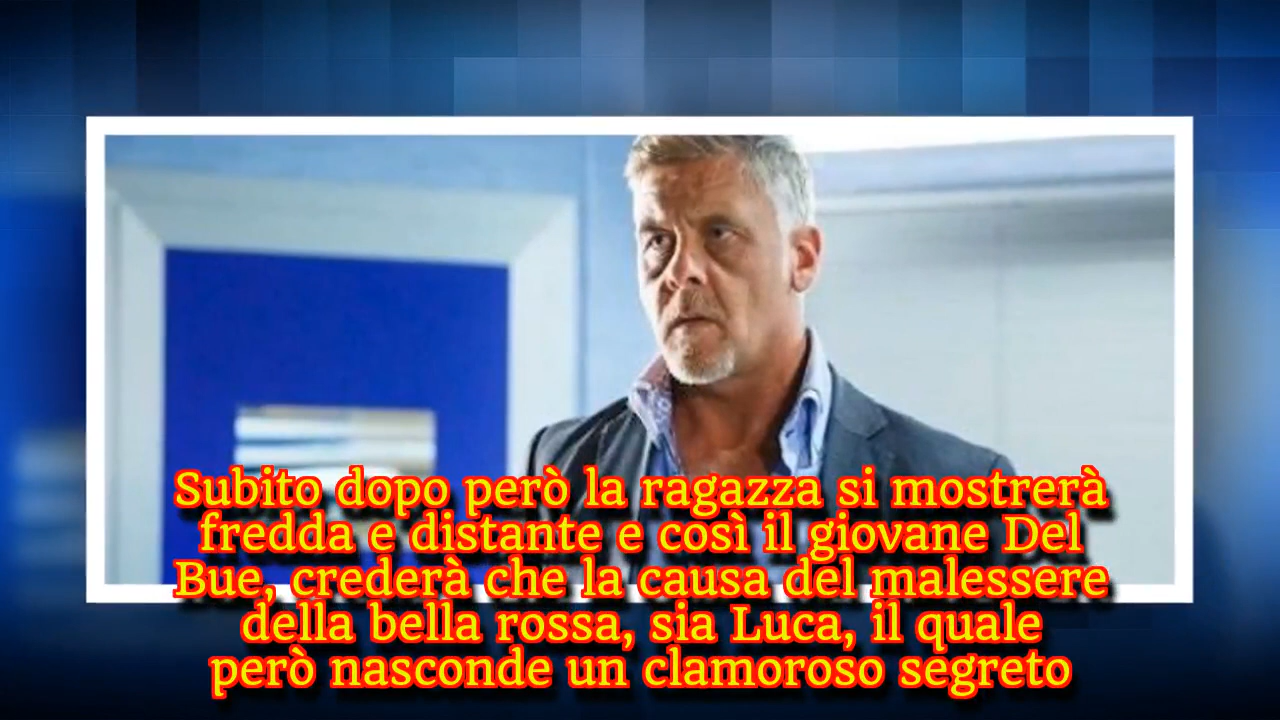 Subito dopo però la ragazza si mostrerà
fredda e distante e così il giovane Del
Bue, crederà che la causa del malessere
della bella rossa, sia Luca, il quale
però nasconde un clamoroso segreto